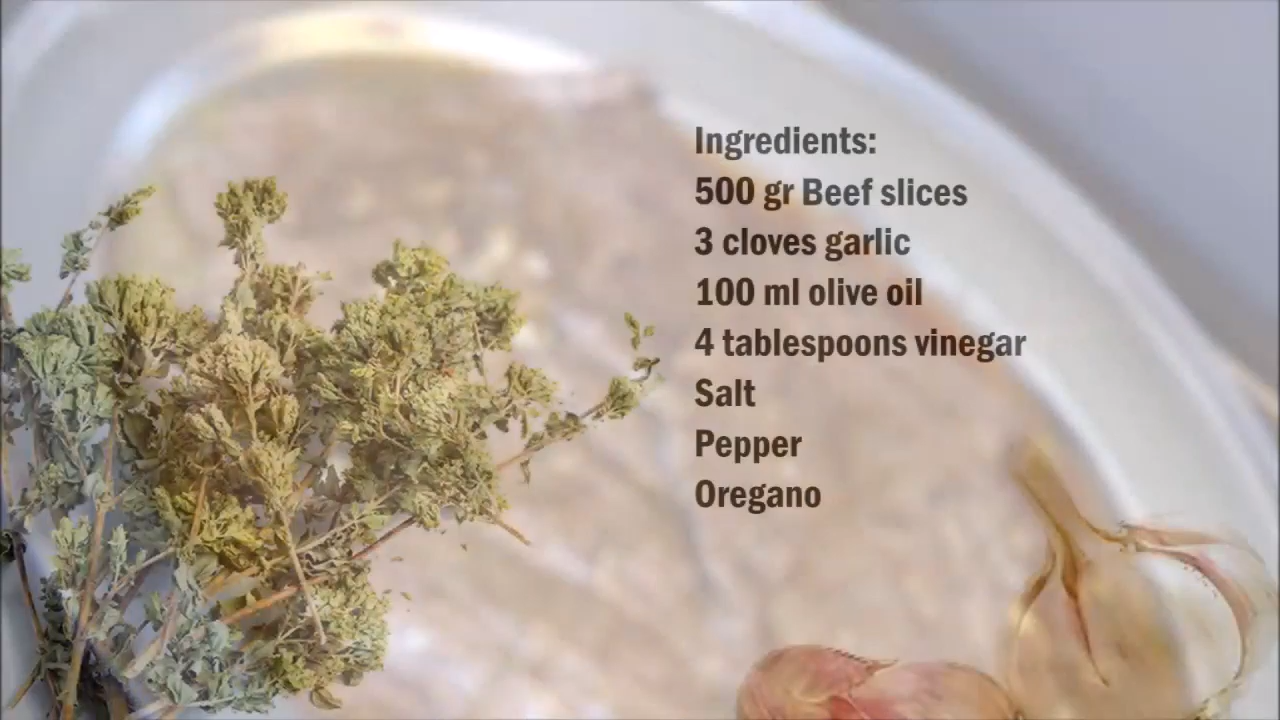 Ingredients:
500 gr Beef slices
3 cloves garlic
100 ml olive oil
4 tablespoons vinegar
Salt
Pepper
Oregano